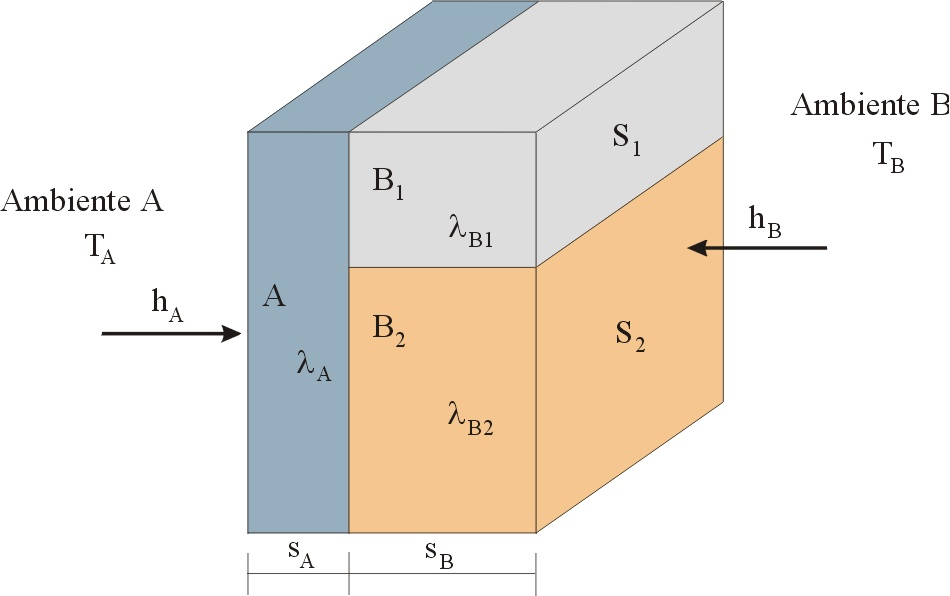 Ambiente A
T_A
h_A
A
λ_A
B_1
λ_B1
B_2
λ_B2
S_1
S_2
Ambiente B
T_B
h_B
s_A
s_B